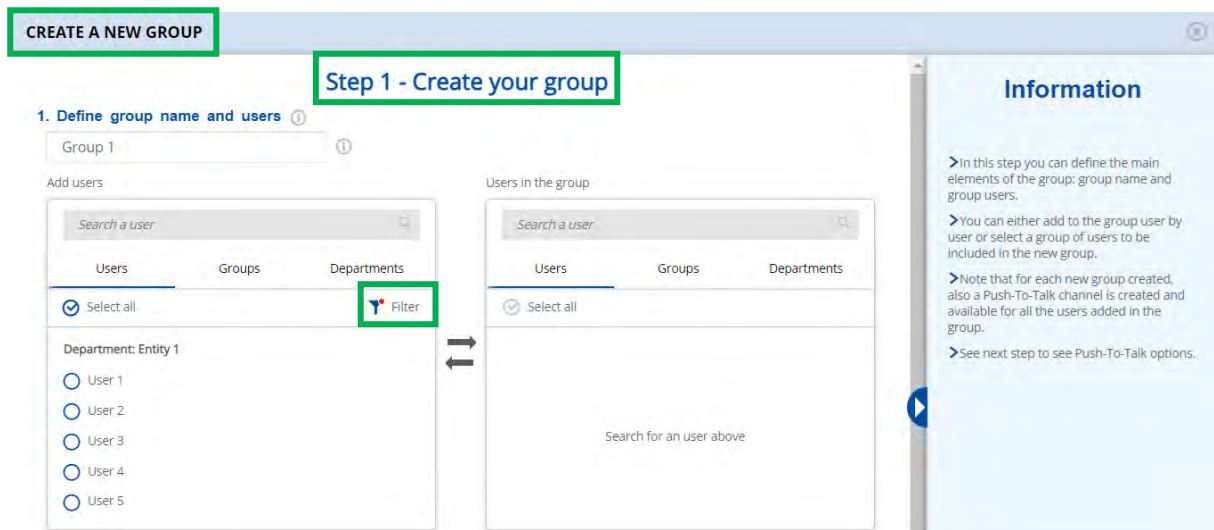 CREATE A NEW GROUP
Step 1 - Create your group
1. Define group name and users
Group 1
Add users
Search a user
Users Groups Departments
Select all Filter
Department: Entity 1
User 1
User 2
User 3
User 4
User 5
Users in the group
Search a user
Users Groups Departments
Select all
Search for an user above
Information
In this step you can define the main
elements of the group: group name and
group users.
You can either add to the group user by
user or select a group of users to be
included in the new group.
Note that for each new group created,
also a Push-To-Talk channel is created and
available for all the users added in the
group.
See next step to see Push-To-Talk options.